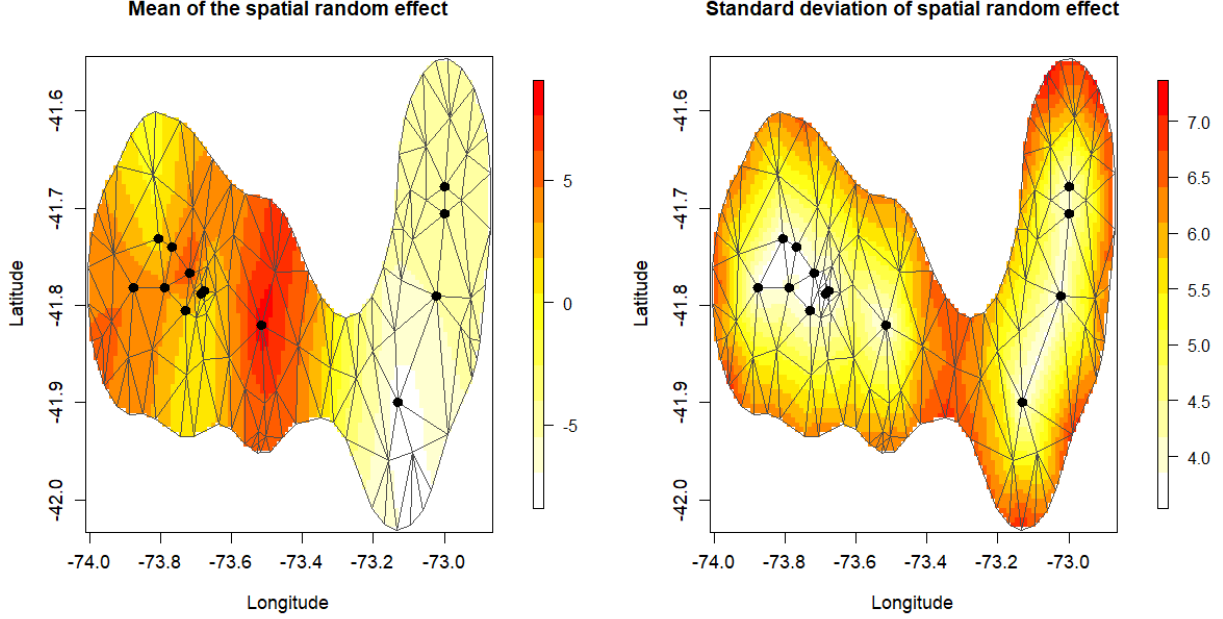 Mean of the spatial random effect
-41.6
-41.7
-41.8
-41.9
-42.0
Latitude
-74.0 -73.8 -73.6 -73.4 -73.2 -73.0
Longitude
5
0
-5
Standard deviation of spatial random effect
-41.6
-41.7
-41.8
-41.9
-42.0
Latitude
-74.0 -73.8 -73.6 -73.4 -73.2 -73.0
Longitude
7.0
6.5
6.0
5.5
5.0
4.5
4.0